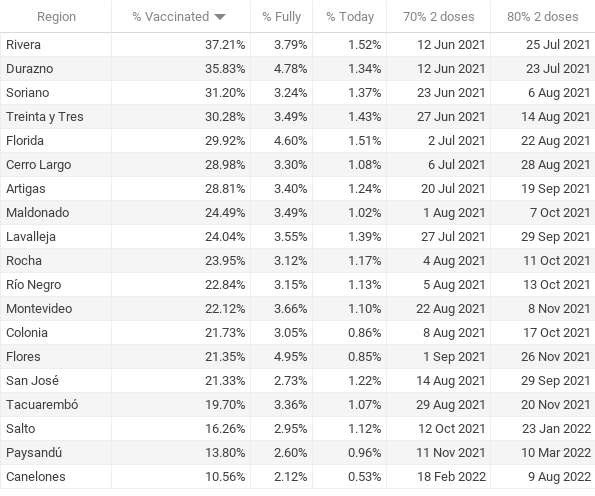 Region % Vaccinated % Fully % Today 70% 2 doses 80% 2 doses
Rivera 37.21% 3.79% 1.52% 12 Jun 2021 25 Jul 2021
Durazno 35.83% 4.78% 1.34% 12 Jun 2021 23 Jul 2021
Soriano 31.20% 3.24% 1.37% 23 Jun 2021 6 Aug 2021
Treinta y Tres 30.28% 3.49% 1.43% 27 Jun 2021 14 Aug 2021
Florida 29.92% 4.60% 1.51% 2 Jul 2021 22 Aug 2021
Cerro Largo 28.98% 3.30% 1.08% 6 Jul 2021 28 Aug 2021
Artigas 28.81% 3.40% 1.24% 20 Jul 2021 19 Sep 2021
Maldonado 24.49% 3.49% 1.02% 1 Aug 2021 7 Oct 2021
Lavalleja 24.04% 3.55% 1.39% 27 Jul 2021 29 Sep 2021
Rocha 23.95% 3.12% 1.17% 4 Aug 2021 11 Oct 2021
Río Negro 22.84% 3.15% 1.13% 5 Aug 2021 13 Oct 2021
Montevideo 22.12% 3.66% 1.10% 22 Aug 2021 8 Nov 2021
Colonia 21.73% 3.05% 0.86% 8 Aug 2021 17 Oct 2021
Flores 21.35% 4.95% 0.85% 1 Sep 2021 26 Nov 2021
San José 21.33% 2.73% 1.22% 14 Aug 2021 29 Sep 2021
Tacuarembó 19.70% 3.36% 1.07% 29 Aug 2021 20 Nov 2021
Salto 16.26% 2.95% 1.12% 12 Oct 2021 23 Jan 2022
Paysandú 13.80% 2.60% 0.96% 11 Nov 2021 10 Mar 2022
Canelones 10.56% 2.12% 0.53% 18 Feb 2022 9 Aug 2022